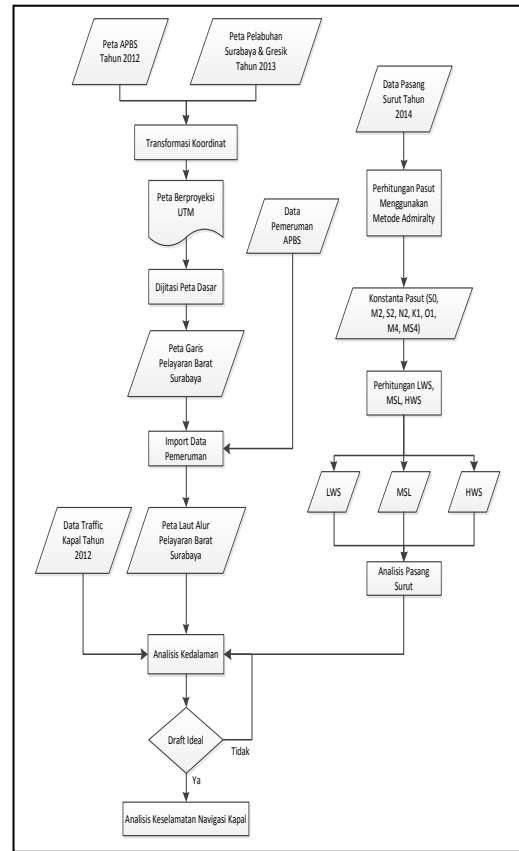 Peta APBS
Tahun 2012
Peta Pelabuhan
Surabaya & Gresik
Tahun 2013
Transformasi Koordinat
Peta Berproyeksi
UTM
Dijitasi Peta Dasar
Peta Garis
Pelayaran Barat
Surabaya
Data
Pemeruman
APBS
Import Data
Pemeruman
Data Traffic
Kapal Tahun
2012
Peta Laut Alur
Pelayaran Barat
Surabaya
Data Pasang
Surut Tahun
2014
Perhitungan Pasut
Menggunakan
Metode Admiralty
Konstanta Pasut (S0,
M2, S2, N2, K1, O1,
M4, MS4)
Perhitungan LWS,
MSL, HWS
LWS
MSL
HWS
Analisis Pasang
Surut
Analisis Kedalaman
Draft Ideal
Tidak
Ya
Analisis Keselamatan Navigasi Kapal